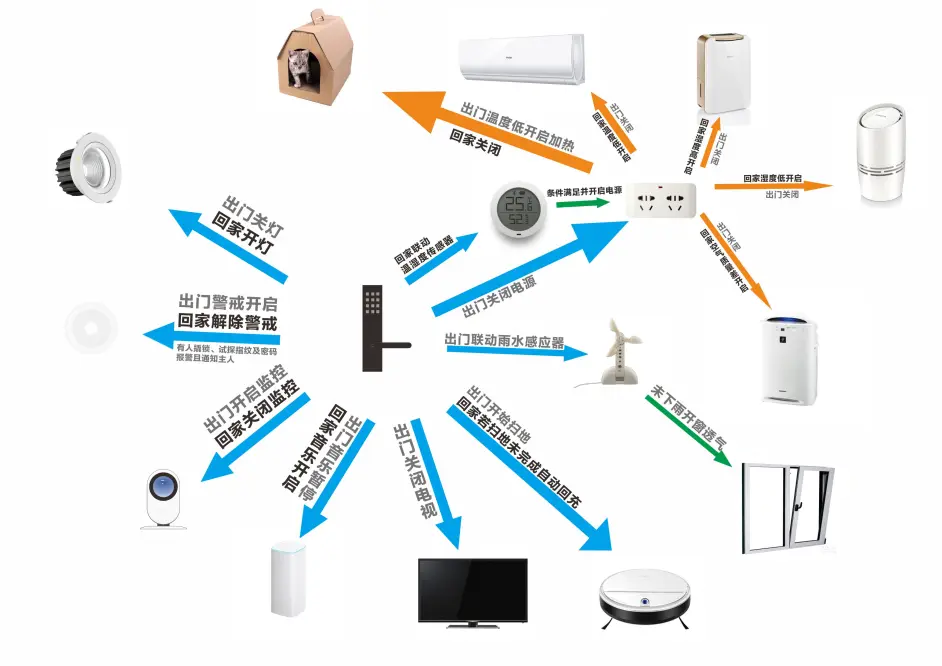 出门温度低开启加热
回家关闭
出门关闭
回家温度低开启
回家湿度高开启
出门关闭
回家湿度低开启
出门关闭
出门关闭
回家空气质量差开启
条件满足并开启电源
25
52
回家联动
温湿度传感器
出门关闭电源
出门关灯
回家开灯
出门警戒开启
回家解除警戒
有人撬锁、试探指纹及密码
报警且通知主人
出门联动雨水感应器
未下雨开窗透气
出门开启监控
回家关闭监控
出门音乐暂停
回家音乐开启
出门关闭电视
出门开始扫地
回家若扫地未完成自动回充